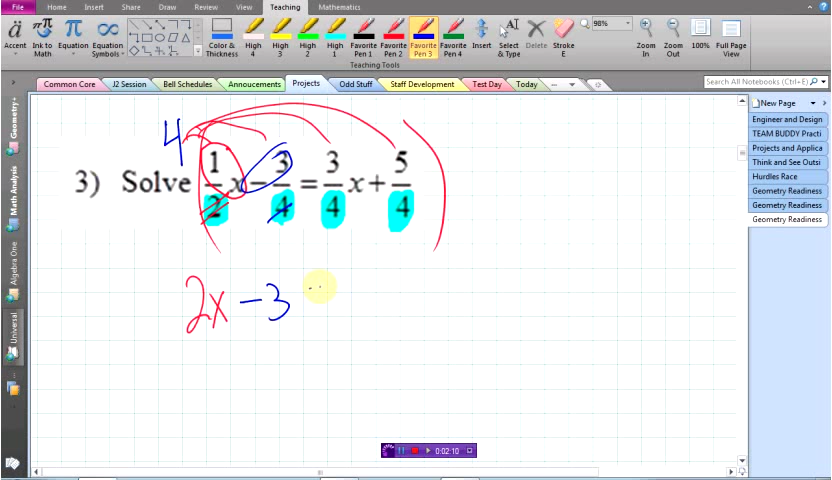 File Home Insert Share Draw Review View Teaching Mathematics
ä π π ∞
Accent Ink to Math Equation Equation Symbols Color & Thickness High 4 High 3 High 2 High 1 Favorite Pen 1 Favorite Pen 2 Favorite Pen 3 Favorite Pen 4 Insert Select & Type Delete Stroke E 98% Zoom In Zoom Out 100% Full Page View
Teaching Tools
Common Core J2 Session Bell Schedules Annoucements Projects Odd Stuff Staff Development Test Day Today ... Search All Notebooks (Ctrl+E)
New Page
Engineer and Design
TEAM BUDDY Practi
Projects and Applica
Think and See Outsi
Hurdles Race
Geometry Readiness
Geometry Readiness
Geometry Readiness
Geometry+
Math Analysis
Algebra One
Universal
4
3) Solve 1/2 x − 3/4 = 3/4 x + 5/4
2x − 3
0:02:10